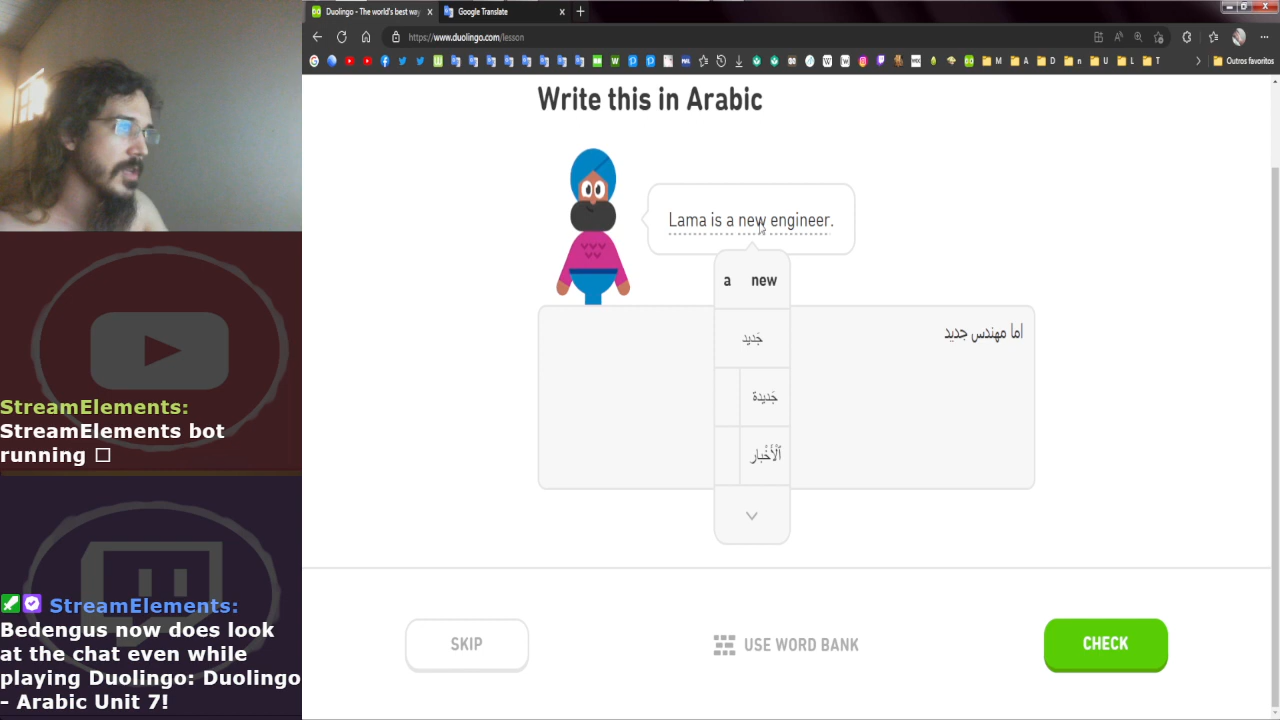 Duolingo - The world's best way
Google Translate
https://www.duolingo.com/lesson
M
A
D
n
U
L
T
Outros favoritos
Write this in Arabic
Lama is a new engineer.
a new
جَديد
جَديدة
اَلْأَخْبار
اما مهندس جديد
SKIP
USE WORD BANK
CHECK
StreamElements:
StreamElements bot
running
StreamElements:
Bedengus now does look
at the chat even while
playing Duolingo: Duolingo
- Arabic Unit 7!